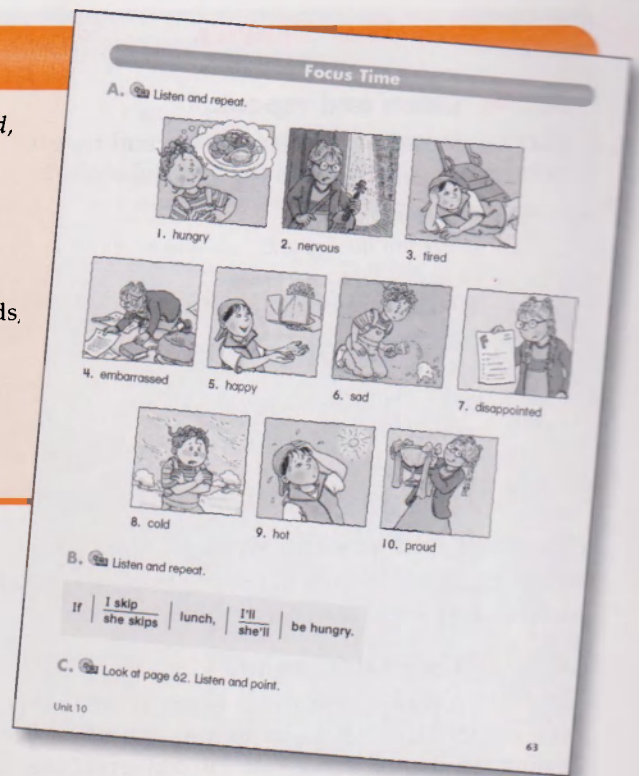 d,
ds,
Focus Time
A. Listen and repeat.
1. hungry
2. nervous
3. tired
4. embarrassed
5. happy
6. sad
7. disappointed
8. cold
9. hot
10. proud
B. Listen and repeat.
If | I skip / she skips | lunch, | I'll / she'll | be hungry.
C. Look at page 62. Listen and point.
Unit 10
63